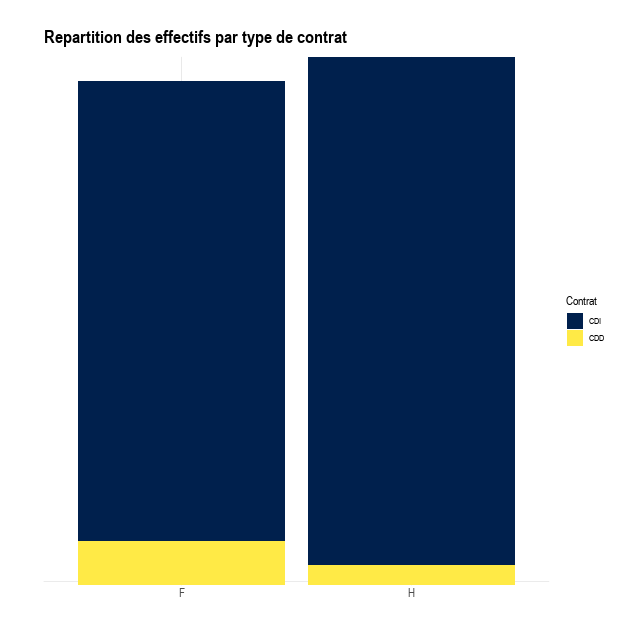 Repartition des effectifs par type de contrat
Contrat
CDI
CDD
F
H